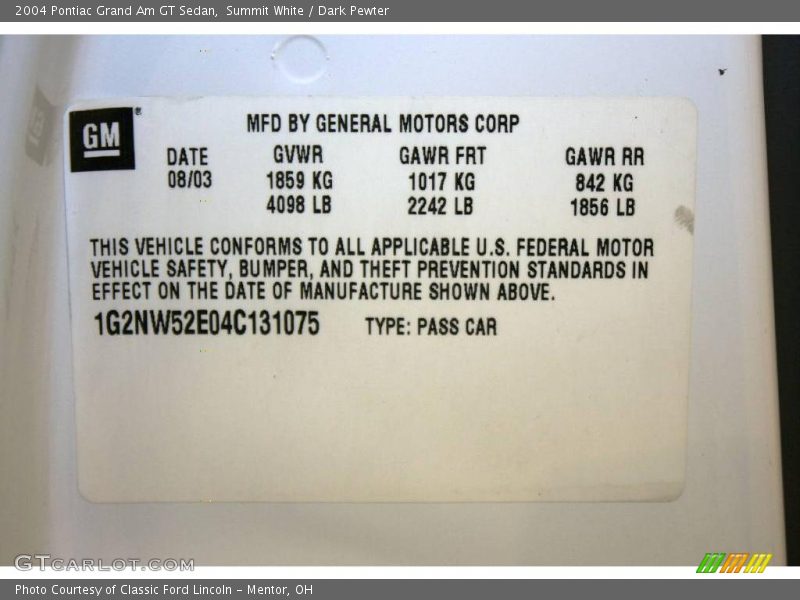 2004 Pontiac Grand Am GT Sedan,  Summit White / Dark Pewter
GM®
MFD BY GENERAL MOTORS CORP
DATE GVWR GAWR FRT GAWR RR
08/03 1859 KG 1017 KG 842 KG
4098 LB 2242 LB 1856 LB
THIS VEHICLE CONFORMS TO ALL APPLICABLE U.S. FEDERAL MOTOR
VEHICLE SAFETY, BUMPER, AND THEFT PREVENTION STANDARDS IN
EFFECT ON THE DATE OF MANUFACTURE SHOWN ABOVE.
1G2NW52E04C131075 TYPE: PASS CAR
GTCARLOT.COM
Photo Courtesy of Classic Ford Lincoln - Mentor, OH